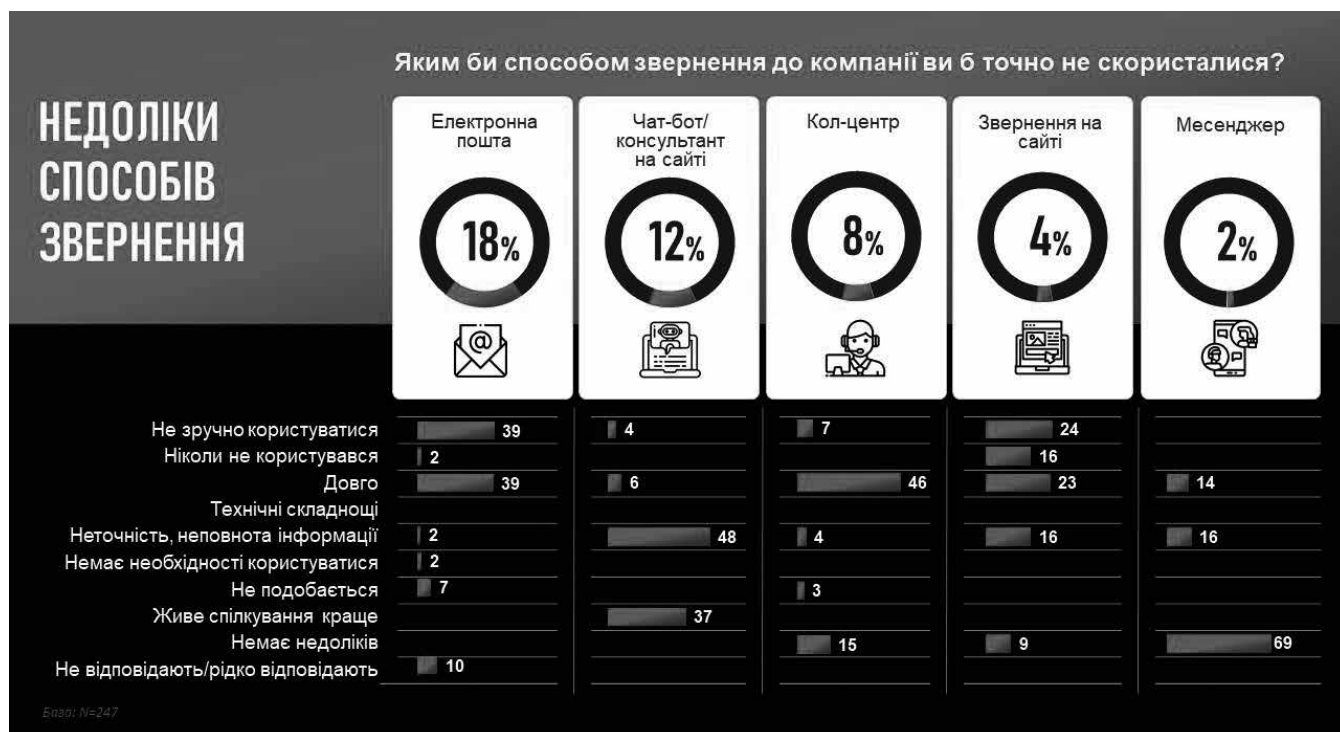 Яким би способом звернення до компанії ви б точно не скористалися?
НЕДОЛІКИ
СПОСОБІВ
ЗВЕРНЕННЯ
Електронна
пошта
18%
Чат-бот/
консультант
на сайті
12%
Кол-центр
8%
Звернення на
сайті
4%
Месенджер
2%
Не зручно користуватися 39 4 7 24
Ніколи не користувався 2 16
Довго 39 6 46 23 14
Технічні складнощі
Неточність, неповнота інформації 2 48 4 16 16
Немає необхідності користуватися 2
Не подобається 7 3
Живе спілкування краще 37
Немає недоліків 15 9 69
Не відповідають/рідко відповідають 10
База: N=247